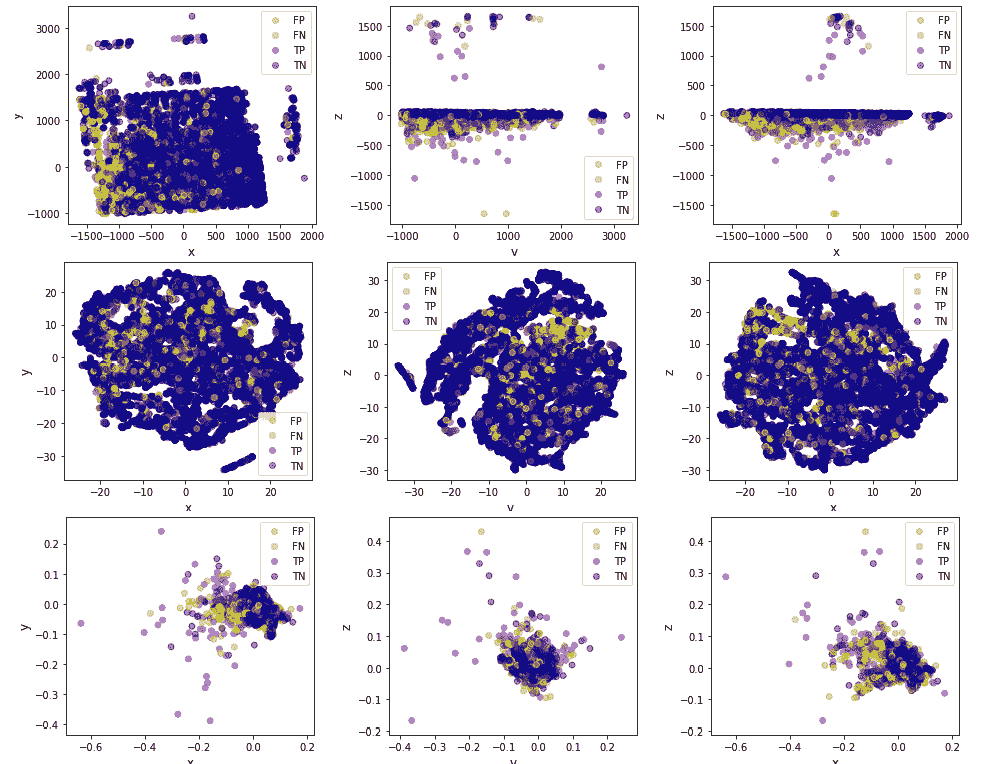 3000
2000
1000
0
−1000
y
−1500 −1000 −500 0 500 1000 1500 2000
x
FP
FN
TP
TN
1500
1000
500
0
−500
−1000
−1500
z
−1000 0 1000 2000 3000
y
FP
FN
TP
TN
1500
1000
500
0
−500
−1000
−1500
z
−1500 −1000 −500 0 500 1000 1500 2000
x
FP
FN
TP
TN
20
10
0
−10
−20
−30
y
−20 −10 0 10 20
x
FP
FN
TP
TN
30
20
10
0
−10
−20
−30
z
−30 −20 −10 0 10 20
y
FP
FN
TP
TN
30
20
10
0
−10
−20
−30
z
−20 −10 0 10 20
x
FP
FN
TP
TN
0.2
0.1
0.0
−0.1
−0.2
−0.3
−0.4
y
−0.6 −0.4 −0.2 0.0 0.2
x
FP
FN
TP
TN
0.4
0.3
0.2
0.1
0.0
−0.1
−0.2
z
−0.4 −0.3 −0.2 −0.1 0.0 0.1 0.2
y
FP
FN
TP
TN
0.4
0.3
0.2
0.1
0.0
−0.1
−0.2
z
−0.6 −0.4 −0.2 0.0 0.2
x
FP
FN
TP
TN